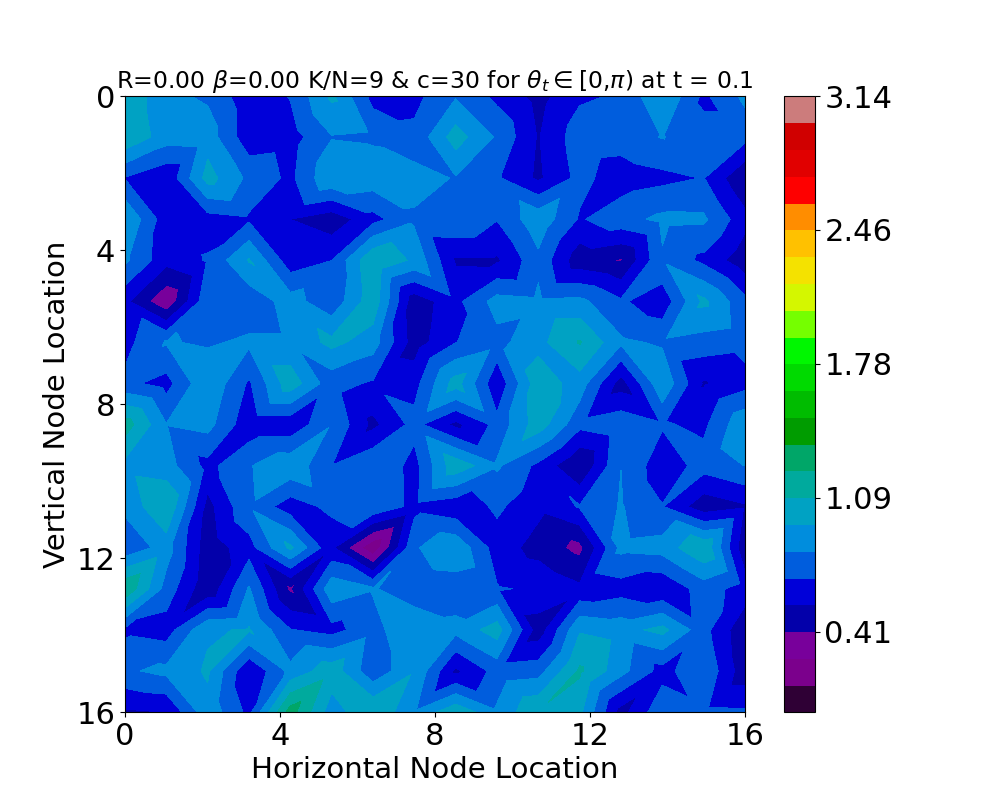 R=0.00 β=0.00 K/N=9 & c=30 for θₜ ∈ [0,π) at t = 0.1
0
4
8
12
16
Vertical Node Location
0 4 8 12 16
Horizontal Node Location
3.14
2.46
1.78
1.09
0.41